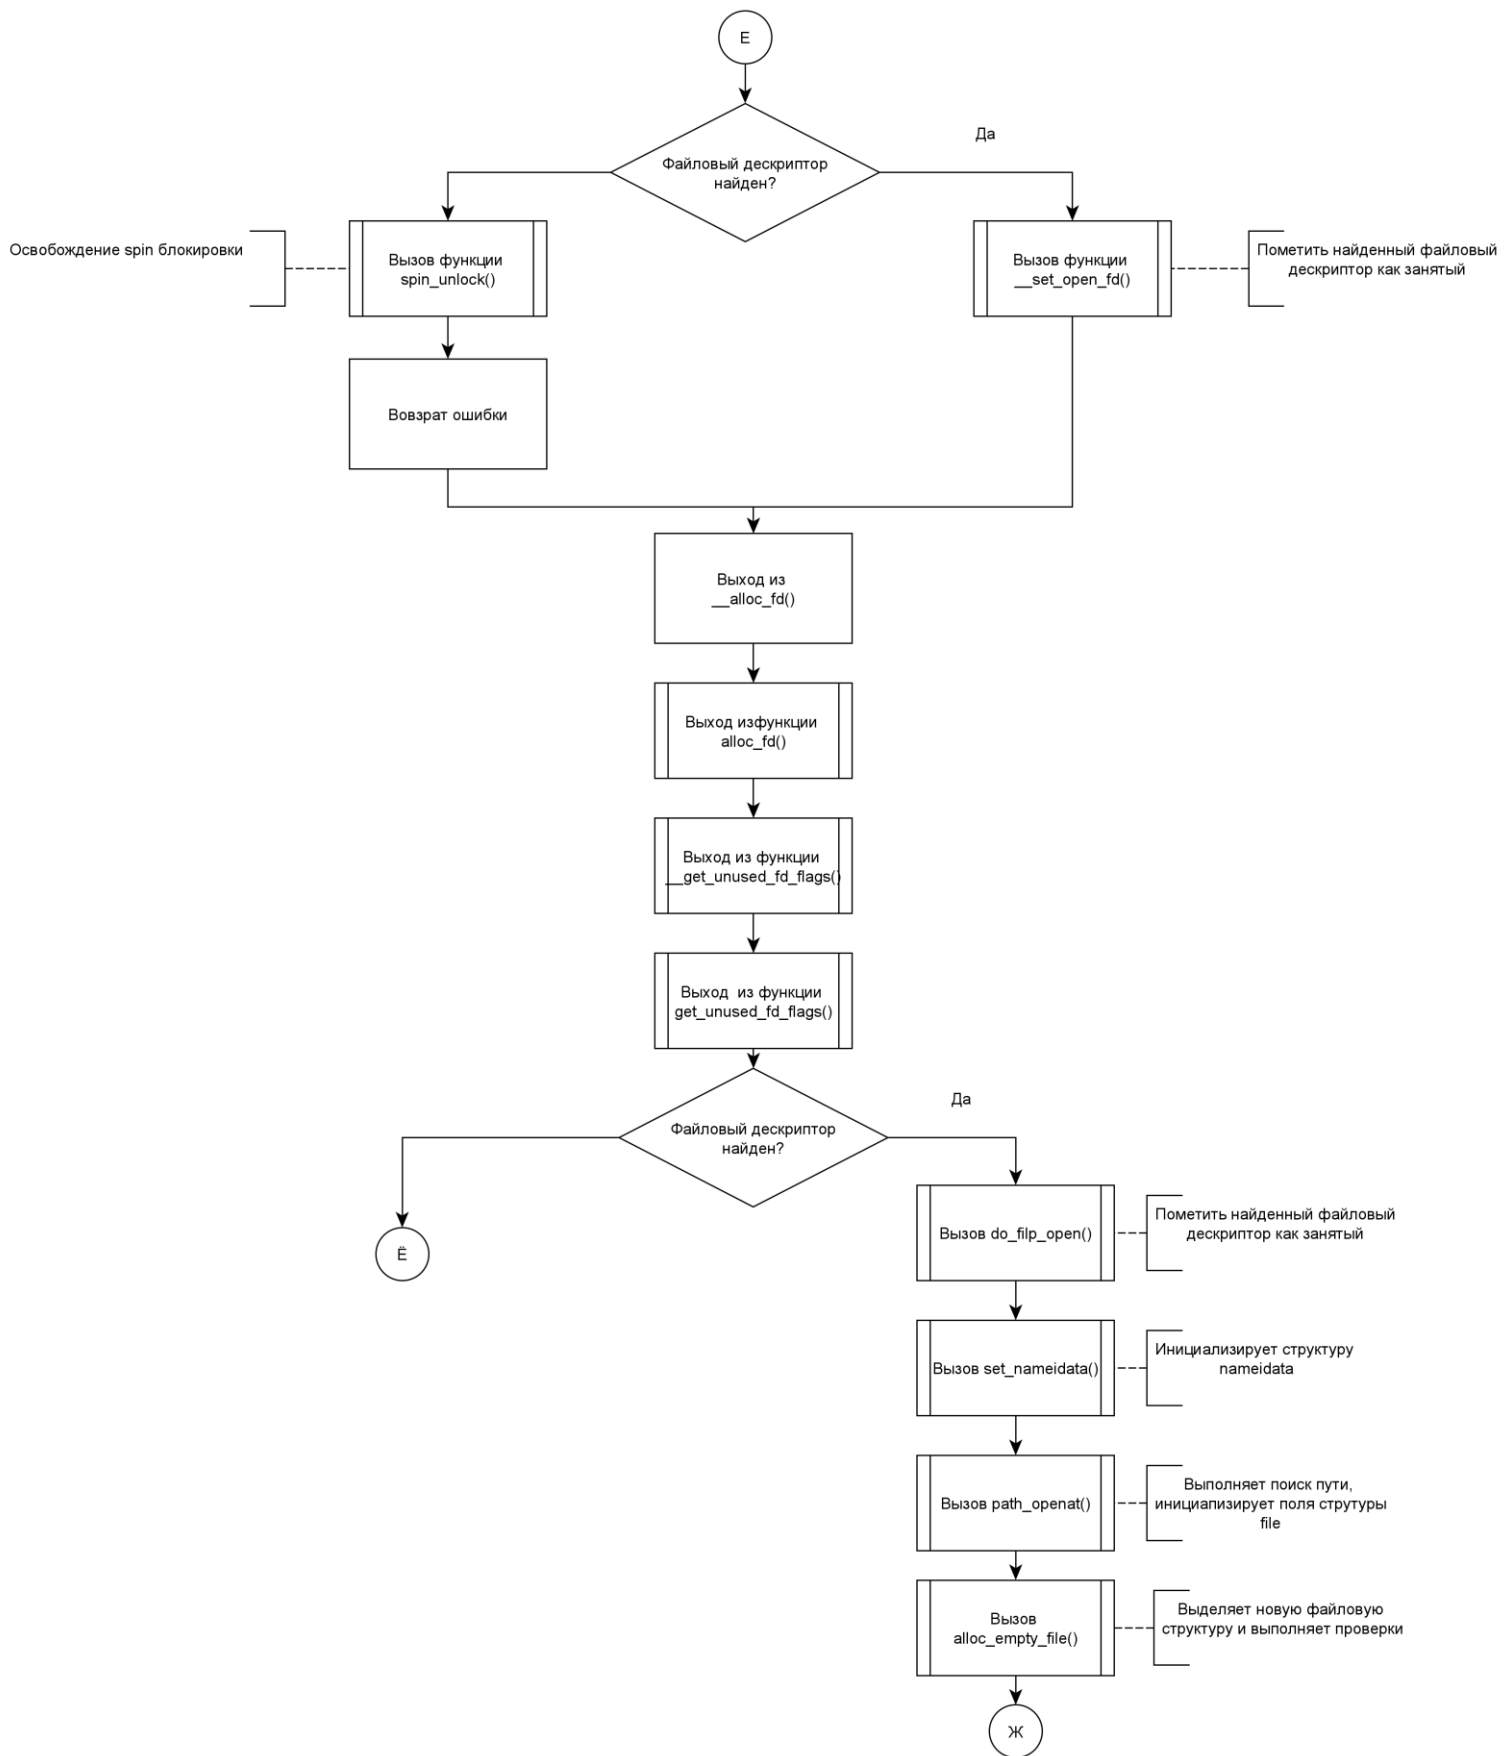 Е
Да
Файловый дескриптор
найден?
Освобождение spin блокировки
Вызов функции
spin_unlock()
Вызов функции
__set_open_fd()
Пометить найденный файловый
дескриптор как занятый
Вовзрат ошибки
Выход из
__alloc_fd()
Выход изфункции
alloc_fd()
Выход из функции
__get_unused_fd_flags()
Выход  из функции
get_unused_fd_flags()
Да
Файловый дескриптор
найден?
Ё
Вызов do_filp_open()
Пометить найденный файловый
дескриптор как занятый
Вызов set_nameidata()
Инициализирует структуру
nameidata
Вызов path_openat()
Выполняет поиск пути,
инициапизирует поля струтуры
file
Вызов
alloc_empty_file()
Выделяет новую файловую
структуру и выполняет проверки
Ж